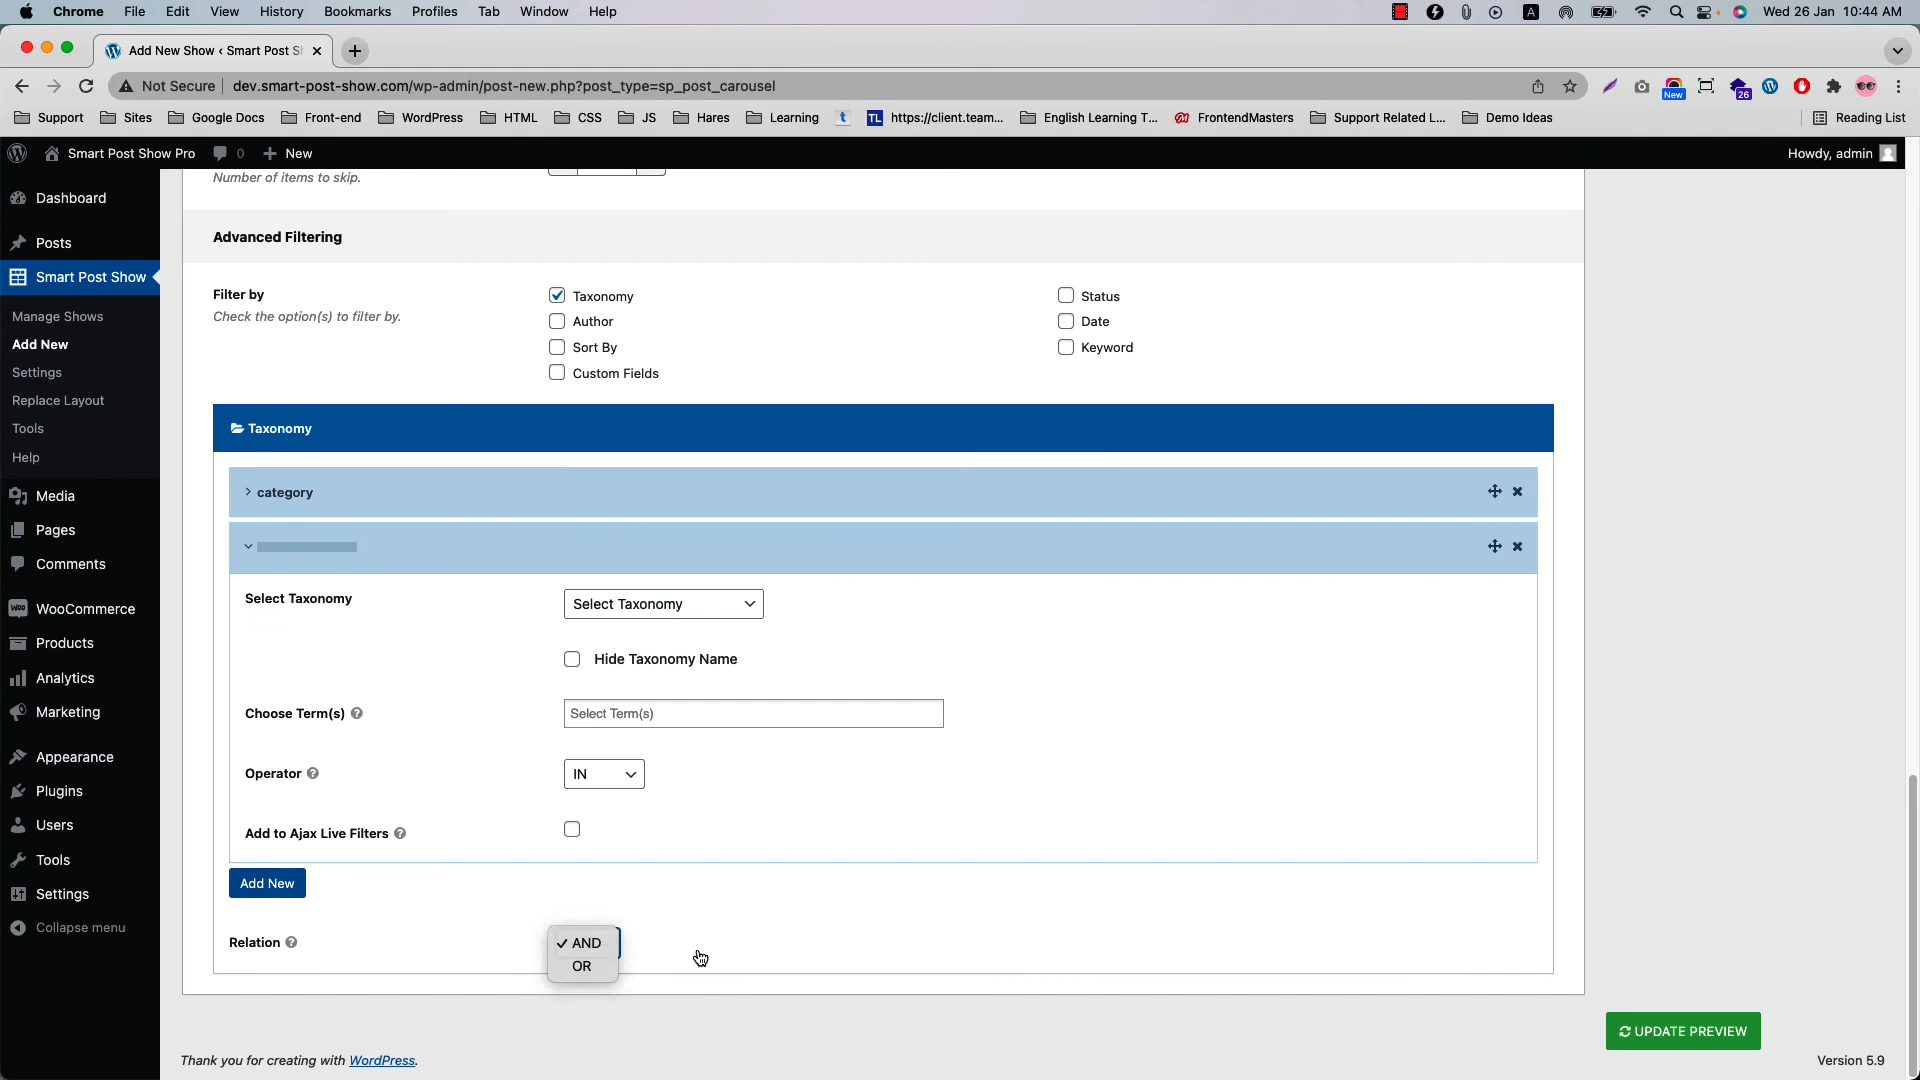 Chrome File Edit View History Bookmarks Profiles Tab Window Help A Wed 26 Jan 10:44 AM
Add New Show ‹ Smart Post S
Not Secure dev.smart-post-show.com/wp-admin/post-new.php?post_type=sp_post_carousel New 26
Support Sites Google Docs Front-end WordPress HTML CSS JS Hares Learning t TL https://client.team... English Learning T... FrontendMasters Support Related L... Demo Ideas Reading List
Smart Post Show Pro 0 New Howdy, admin
Dashboard
Posts
Smart Post Show
Manage Shows
Add New
Settings
Replace Layout
Tools
Help
Media
Pages
Comments
WooCommerce
Products
Analytics
Marketing
Appearance
Plugins
Users
Tools
Settings
Collapse menu
Number of items to skip.
Advanced Filtering
Filter by
Check the option(s) to filter by.
Taxonomy Status
Author Date
Sort By Keyword
Custom Fields
Taxonomy
category
Select Taxonomy Select Taxonomy
Hide Taxonomy Name
Choose Term(s) ? Select Term(s)
Operator ? IN
Add to Ajax Live Filters ?
Add New
Relation ? ✓ AND
OR
UPDATE PREVIEW
Thank you for creating with WordPress. Version 5.9